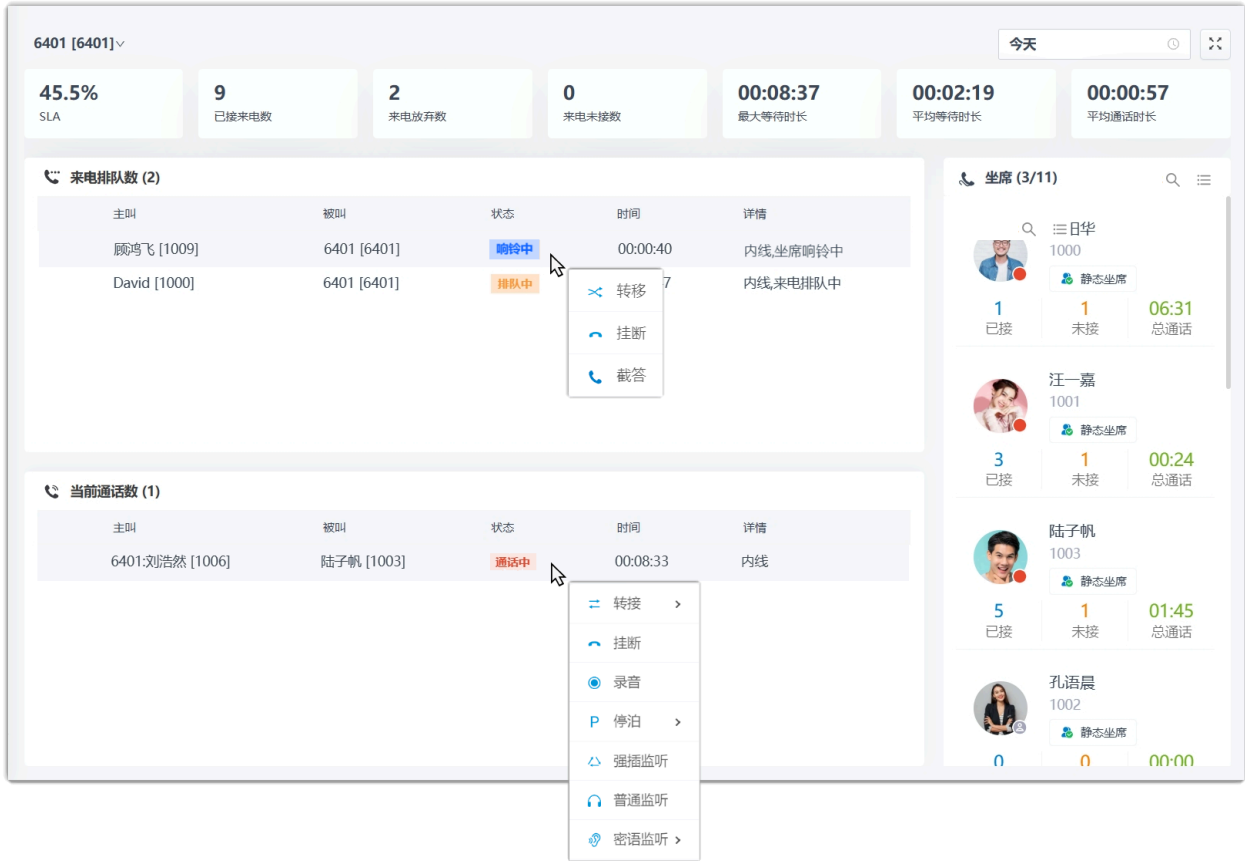 6401 [6401]
今天
45.5%
SLA
9
已接来电数
2
来电放弃数
0
来电未接数
00:08:37
最大等待时长
00:02:19
平均等待时长
00:00:57
平均通话时长
来电排队数 (2)
主叫 被叫 状态 时间 详情
顾鸿飞 [1009] 6401 [6401] 响铃中 00:00:40 内线,坐席响铃中
David [1000] 6401 [6401] 排队中 7 内线,来电排队中
转移
挂断
截答
当前通话数 (1)
主叫 被叫 状态 时间 详情
6401:刘浩然 [1006] 陆子帆 [1003] 通话中 00:08:33 内线
转接
挂断
录音
P 停泊
强插监听
普通监听
密语监听
坐席 (3/11)
日华
1000
静态坐席
1 1 06:31
已接 未接 总通话
汪一嘉
1001
静态坐席
3 1 00:24
已接 未接 总通话
陆子帆
1003
静态坐席
5 1 01:45
已接 未接 总通话
孔语晨
1002
静态坐席
0 0 00:00